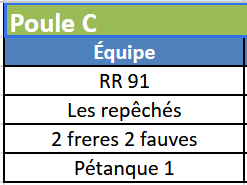 Poule C
Équipe
RR 91
Les repêchés
2 freres 2 fauves
Pétanque 1